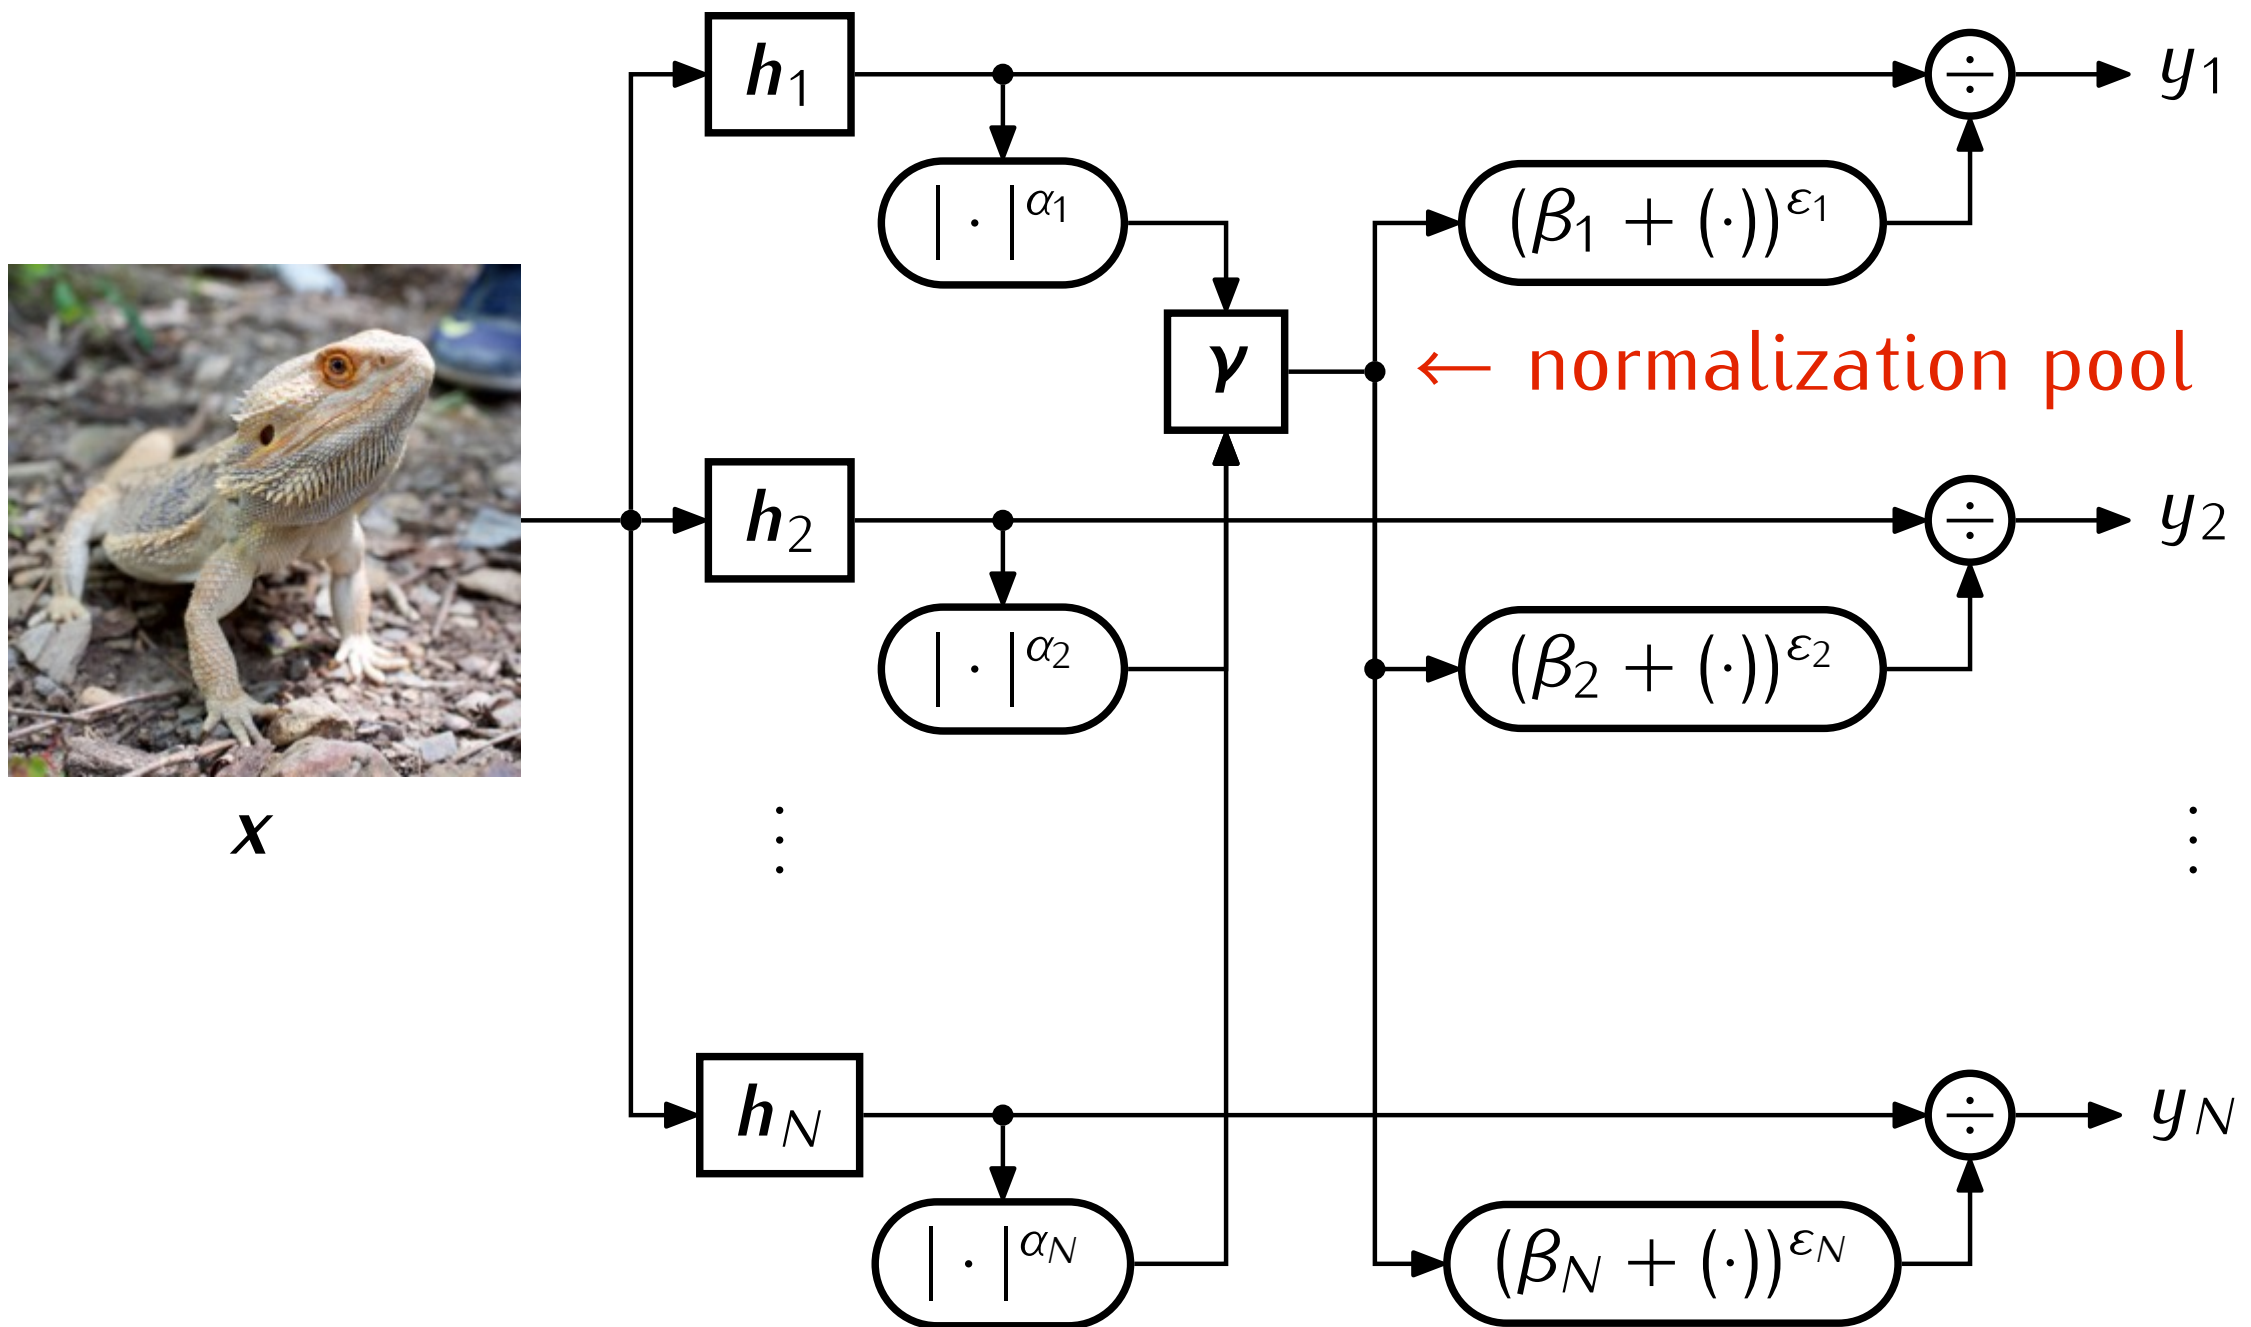 h1
÷
y1
| · |α1
(β1 + (·))ε1
γ
← normalization pool
h2
÷
y2
| · |α2
(β2 + (·))ε2
x
⋮
⋮
hN
÷
yN
| · |αN
(βN + (·))εN